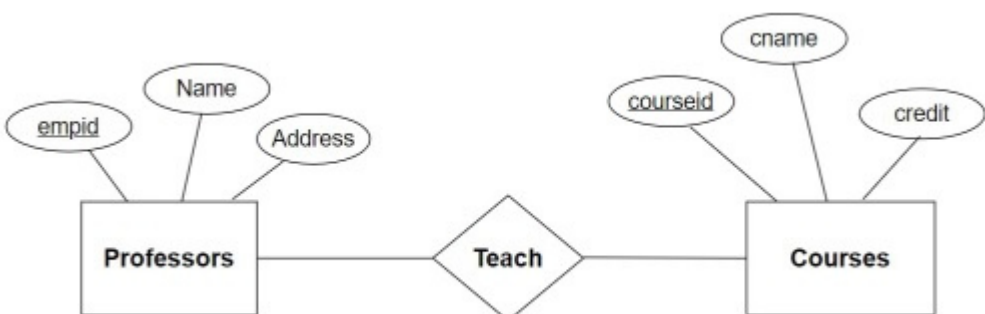 cname
Name
courseid
credit
empid
Address
Professors
Teach
Courses